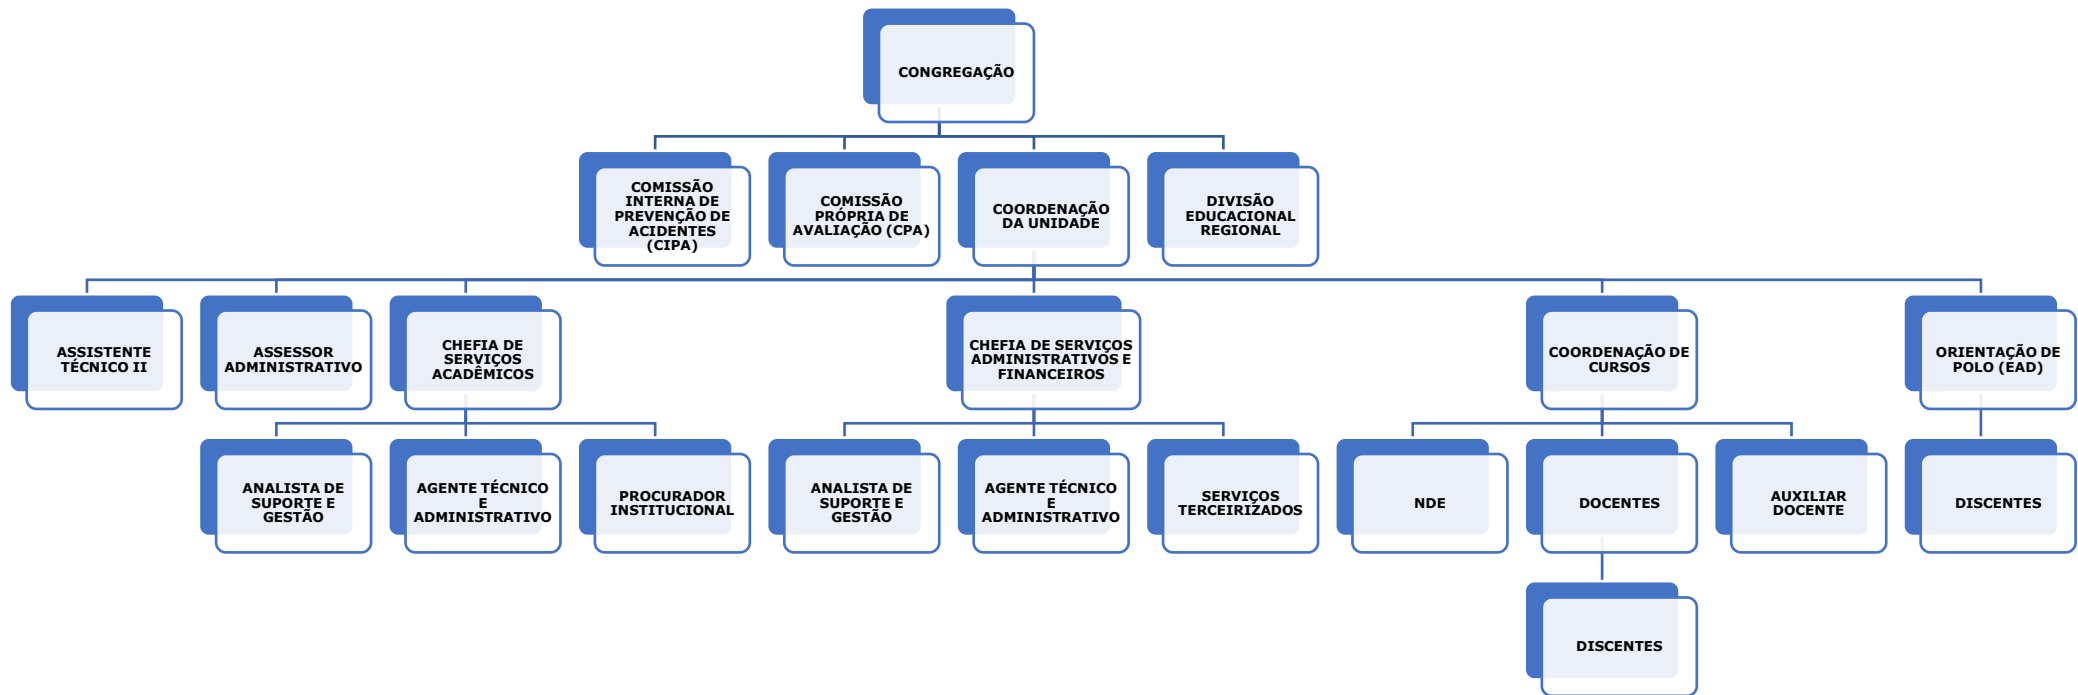 CONGREGAÇÃO
COMISSÃO
INTERNA DE
PREVENÇÃO DE
ACIDENTES
(CIPA)
COMISSÃO
PRÓPRIA DE
AVALIAÇÃO (CPA)
COORDENAÇÃO
DA UNIDADE
DIVISÃO
EDUCACIONAL
REGIONAL
ASSISTENTE
TÉCNICO II
ASSESSOR
ADMINISTRATIVO
CHEFIA DE
SERVIÇOS
ACADÊMICOS
CHEFIA DE SERVIÇOS
ADMINISTRATIVOS E
FINANCEIROS
COORDENAÇÃO DE
CURSOS
ORIENTAÇÃO DE
POLO (EAD)
ANALISTA DE
SUPORTE E
GESTÃO
AGENTE TÉCNICO
E
ADMINISTRATIVO
PROCURADOR
INSTITUCIONAL
ANALISTA DE
SUPORTE E
GESTÃO
AGENTE TÉCNICO
E
ADMINISTRATIVO
SERVIÇOS
TERCEIRIZADOS
NDE
DOCENTES
AUXILIAR
DOCENTE
DISCENTES
DISCENTES